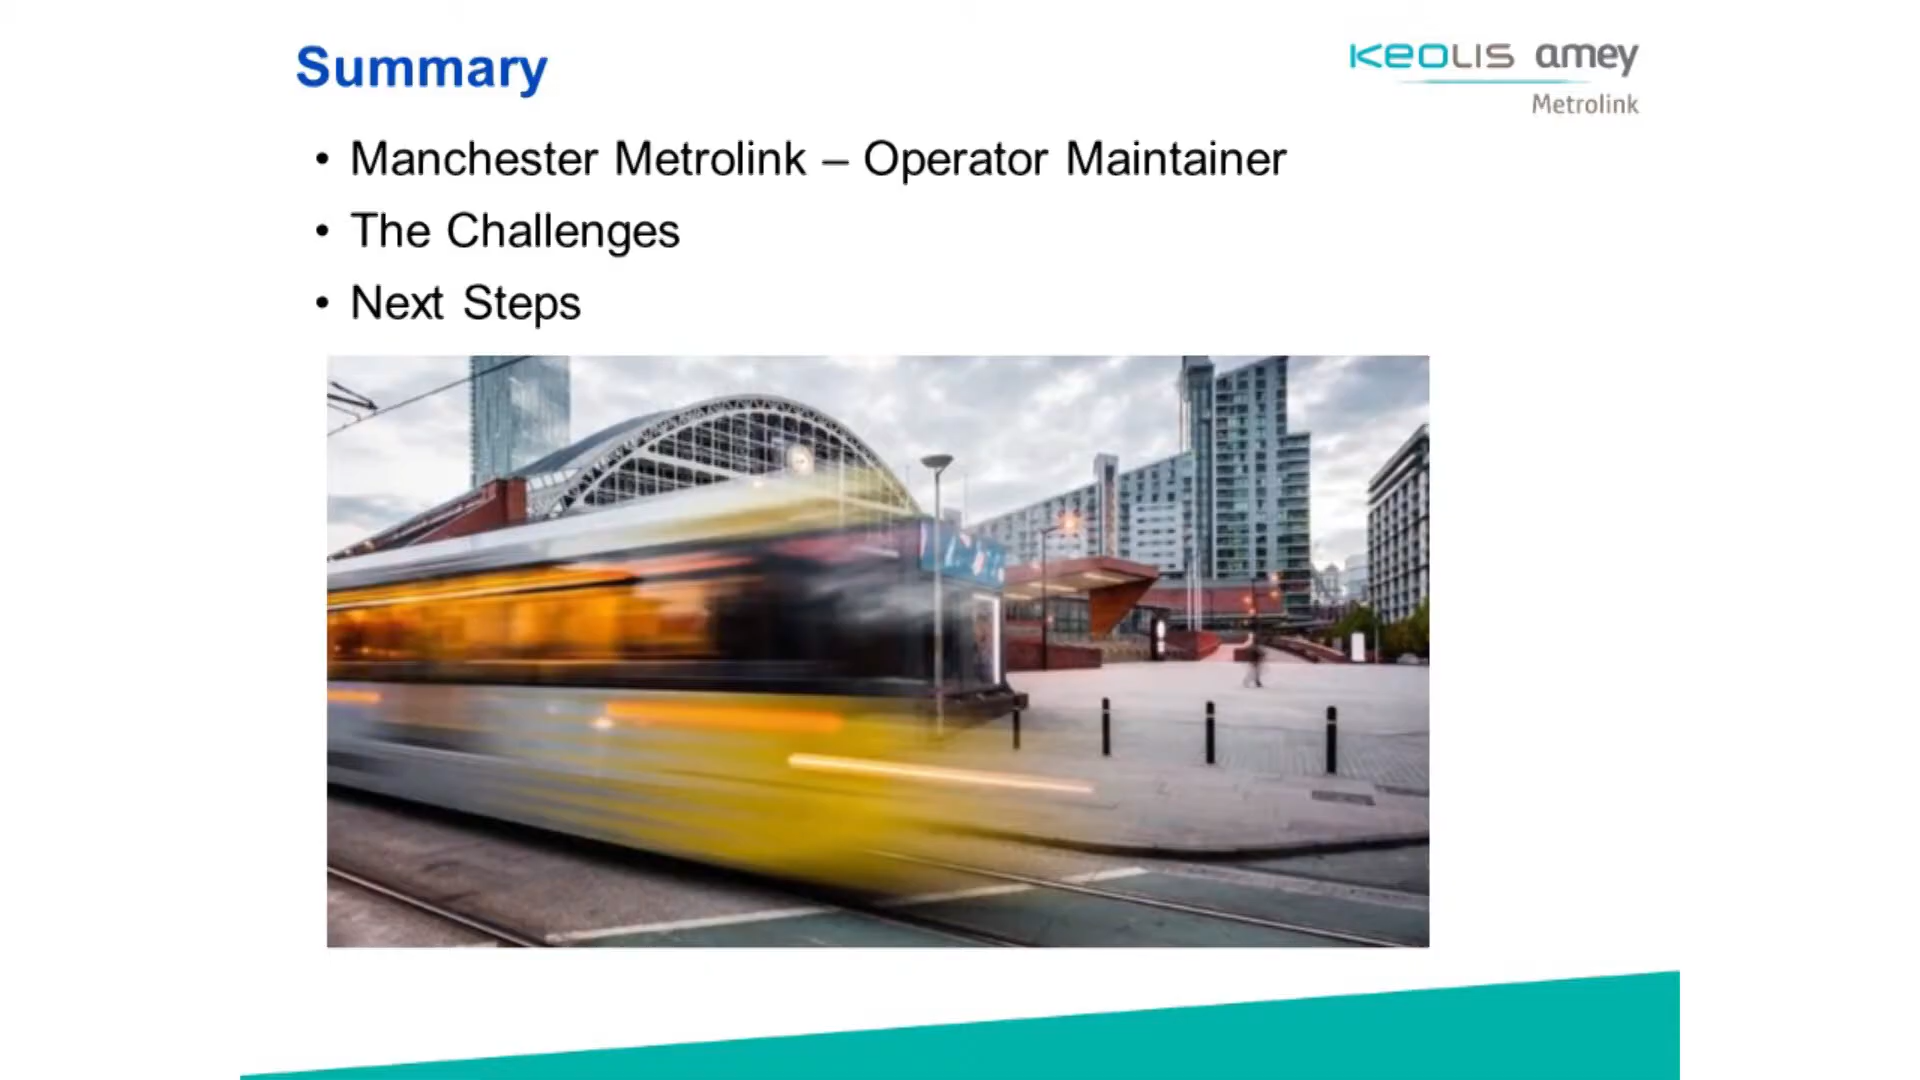 Summary
KEOLIS amey
Metrolink
• Manchester Metrolink – Operator Maintainer
• The Challenges
• Next Steps